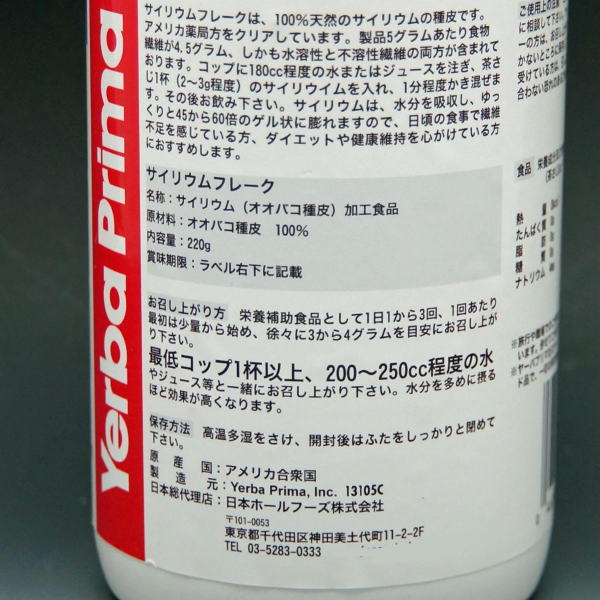 Yerba Prima
サイリウムフレークは、100%天然のサイリウムの種皮です。
アメリカ薬局方をクリアしています。製品5グラムあたり食物
繊維が4.5グラム、しかも水溶性と不溶性繊維の両方が含まれて
おります。コップに180cc程度の水またはジュースを注ぎ、茶さ
じ1杯(2〜3g程度)のサイリウイムを入れ、1分程度かき混ぜま
す。その後お飲み下さい。サイリウムは、水分を吸収し、ゆっ
くりと45から60倍のゲル状に膨れますので、日頃の食事で繊維
不足を感じている方、ダイエットや健康維持を心がけている方
におすすめします。
サイリウムフレーク
名称:サイリウム(オオバコ種皮)加工食品
原材料:オオバコ種皮 100%
内容量:220g
賞味期限:ラベル右下に記載
お召し上がり方 栄養補助食品として1日1から3回、1回あたり
最初は少量から始め、徐々に3から4グラムを目安にお召し上が
り下さい。
最低コップ1杯以上、200〜250cc程度の水
やジュース等と一緒にお召し上がり下さい。水分を多めに摂る
ほど効果が高くなります。
保存方法 高温多湿をさけ、開封後はふたをしっかりと閉めて
下さい。
原産国:アメリカ合衆国
製造元:Yerba Prima, Inc. 13105C
日本総代理店:日本ホールフーズ株式会社
〒101-0053
東京都千代田区神田美土代町11-2-2F
TEL 03-5283-0333
に相談して下さい
受けている方は
食品
熱量
たんぱく質
脂肪
糖質
ナトリウム